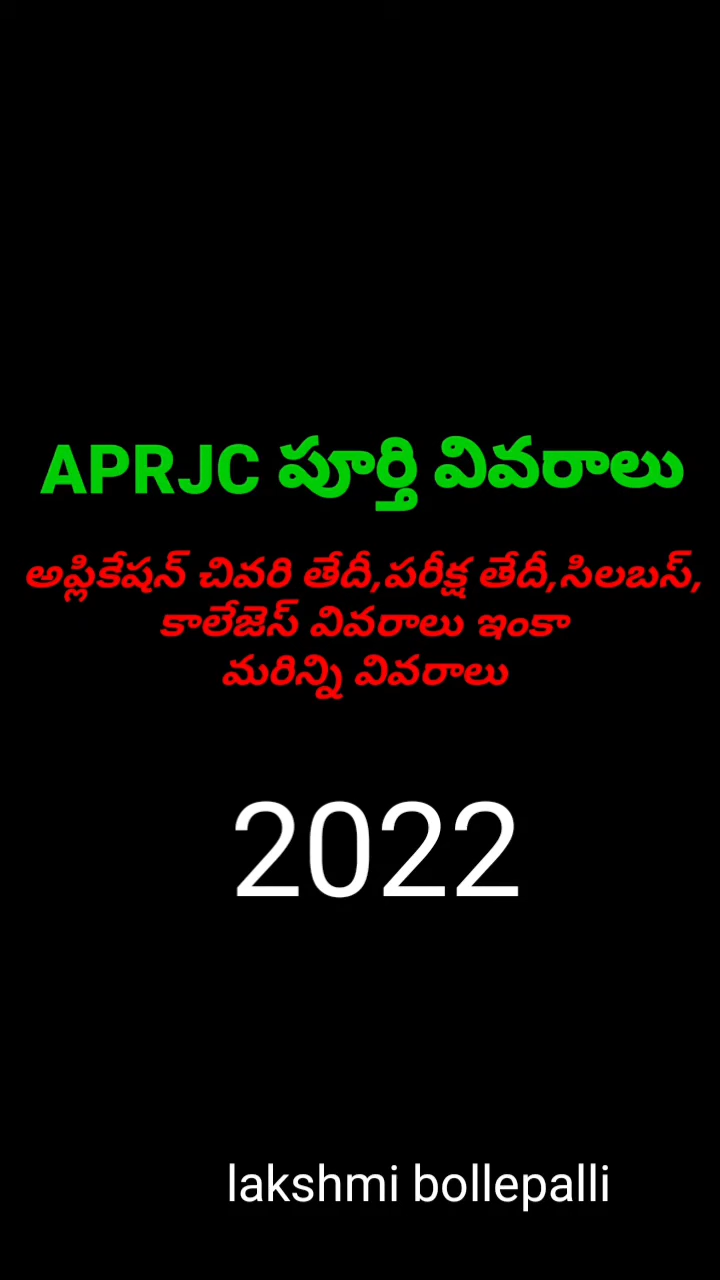 APRJC పూర్తి వివరాలు
అప్లికేషన్ చివరి తేదీ,పరీక్ష తేదీ,సిలబస్,
కాలేజెస్ వివరాలు ఇంకా
మరిన్ని వివరాలు
2022
lakshmi bollepalli